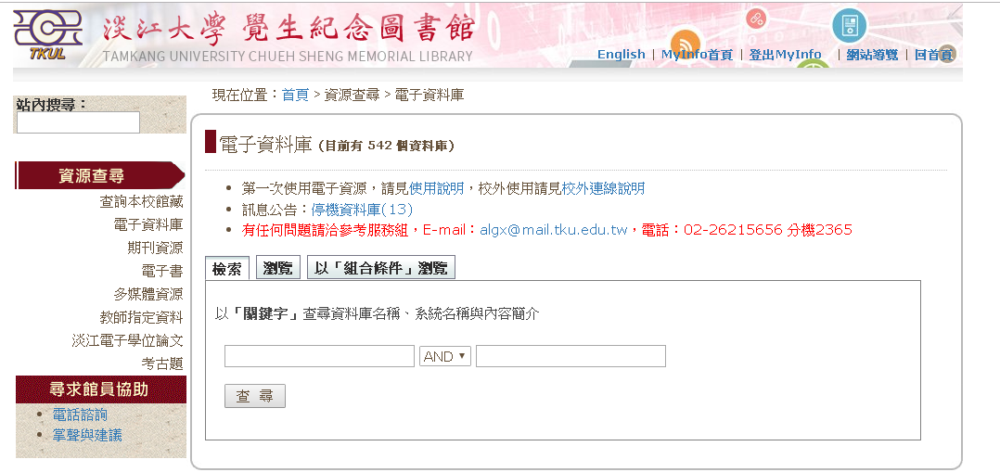 淡江大學 覺生紀念圖書館
TKUL
TAMKANG UNIVERSITY CHUEH SHENG MEMORIAL LIBRARY
English | MyInfo首頁 | 登出MyInfo | 網站導覽 | 回首頁
現在位置：首頁 > 資源查尋 > 電子資料庫
站內搜尋：
資源查尋
查詢本校館藏
電子資料庫
期刊資源
電子書
多媒體資源
教師指定資料
淡江電子學位論文
考古題
尋求館員協助
電話諮詢
掌聲與建議
電子資料庫 (目前有 542 個資料庫)
第一次使用電子資源，請見使用說明，校外使用請見校外連線說明
訊息公告：停機資料庫(13)
有任何問題請洽參考服務組，E-mail：algx@mail.tku.edu.tw，電話：02-26215656 分機2365
檢索 瀏覽 以「組合條件」瀏覽
以「關鍵字」查尋資料庫名稱、系統名稱與內容簡介
AND
查 尋